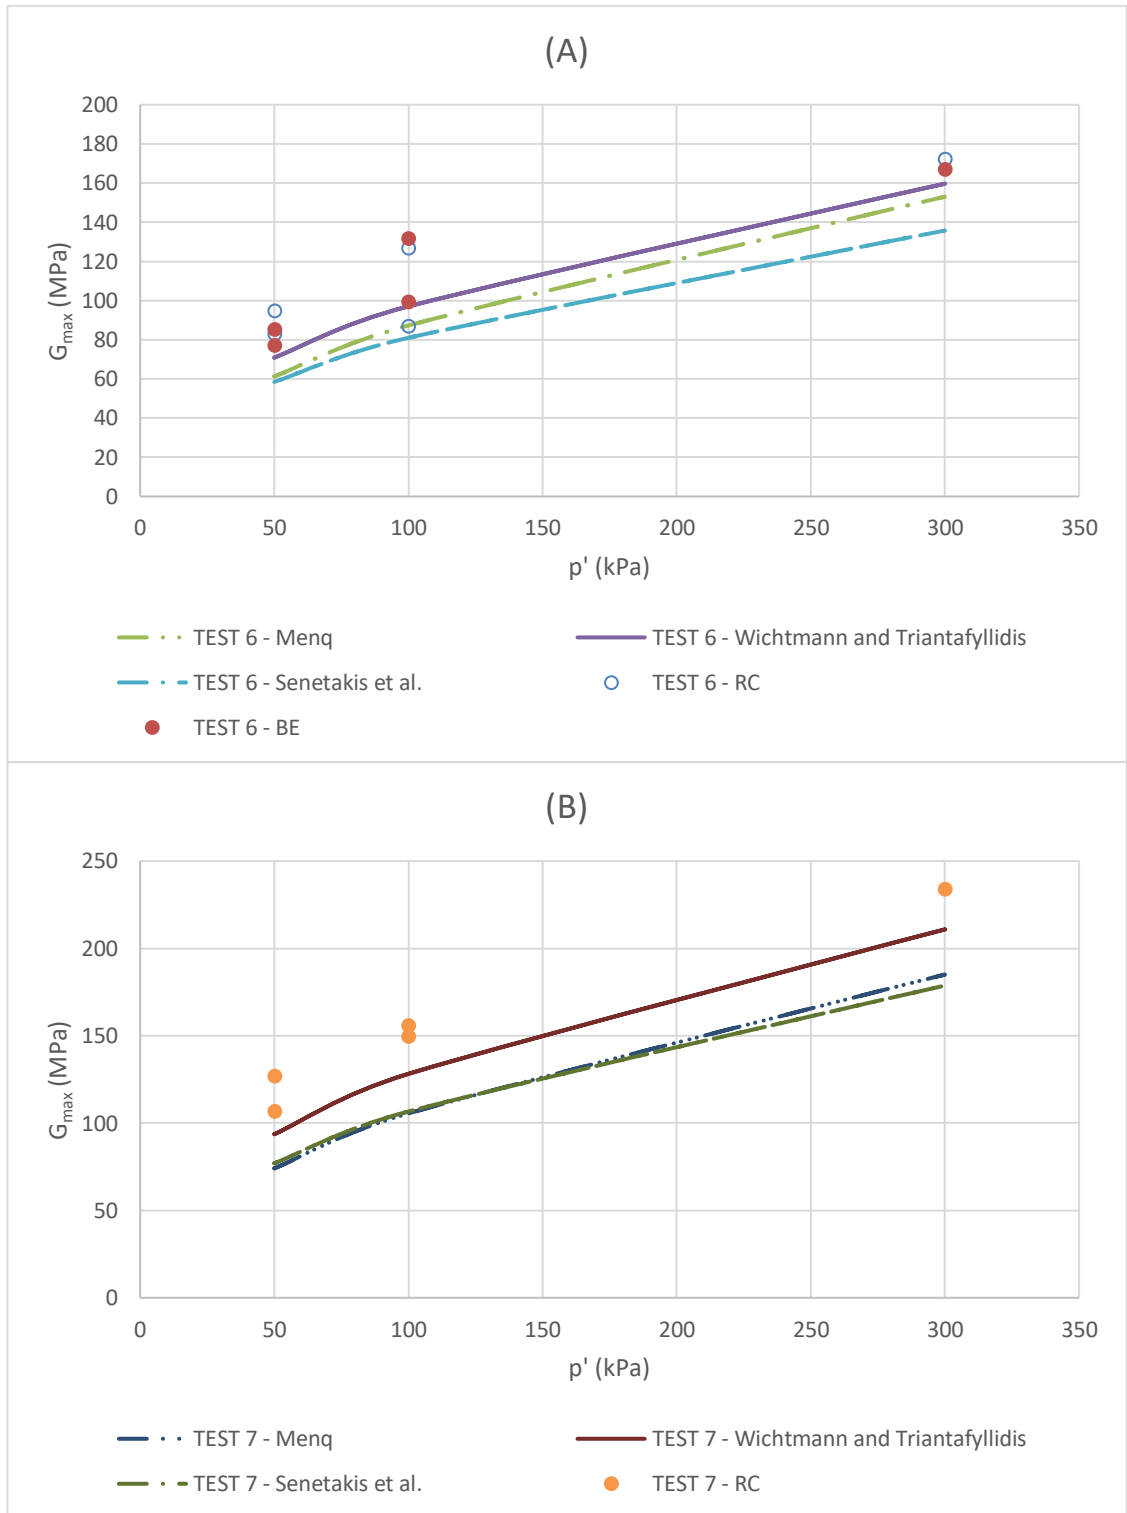 (A)
200
180
160
140
120
100
80
60
40
20
0
Gmax (MPa)
0 50 100 150 200 250 300 350
p' (kPa)
TEST 6 - Menq
TEST 6 - Wichtmann and Triantafyllidis
TEST 6 - Senetakis et al.
TEST 6 - RC
TEST 6 - BE
(B)
250
200
150
100
50
0
Gmax (MPa)
0 50 100 150 200 250 300 350
p' (kPa)
TEST 7 - Menq
TEST 7 - Wichtmann and Triantafyllidis
TEST 7 - Senetakis et al.
TEST 7 - RC